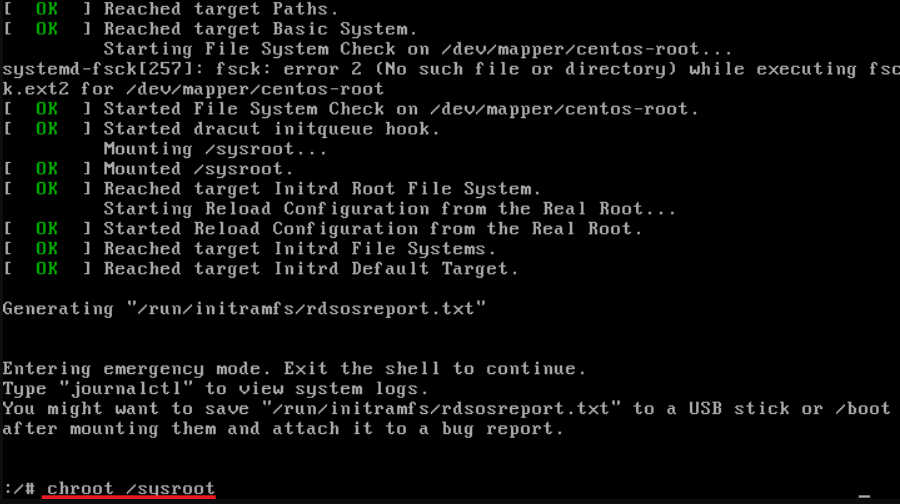 [  OK  ] Reached target Paths.
[  OK  ] Reached target Basic System.
         Starting File System Check on /dev/mapper/centos-root...
systemd-fsck[257]: fsck: error 2 (No such file or directory) while executing fsc
k.ext2 for /dev/mapper/centos-root
[  OK  ] Started File System Check on /dev/mapper/centos-root.
[  OK  ] Started dracut initqueue hook.
         Mounting /sysroot...
[  OK  ] Mounted /sysroot.
[  OK  ] Reached target Initrd Root File System.
         Starting Reload Configuration from the Real Root...
[  OK  ] Started Reload Configuration from the Real Root.
[  OK  ] Reached target Initrd File Systems.
[  OK  ] Reached target Initrd Default Target.
Generating "/run/initramfs/rdsosreport.txt"
Entering emergency mode. Exit the shell to continue.
Type "journalctl" to view system logs.
You might want to save "/run/initramfs/rdsosreport.txt" to a USB stick or /boot
after mounting them and attach it to a bug report.
:/# chroot /sysroot